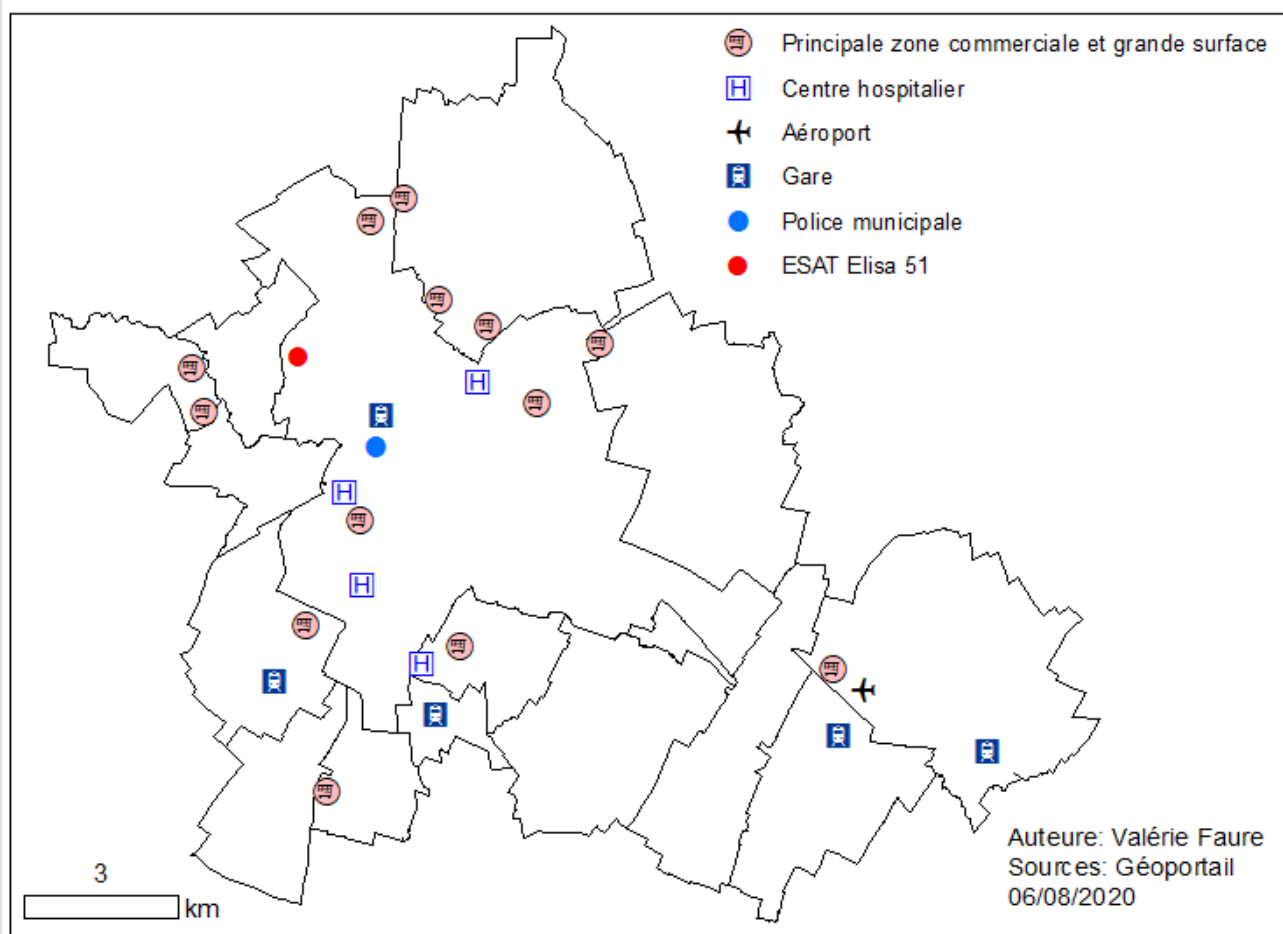 Principale zone commerciale et grande surface
H Centre hospitalier
Aéroport
Gare
Police municipale
ESAT Elisa 51
H
H
H
H
Auteure: Valérie Faure
Sources: Géoportail
06/08/2020
3
km